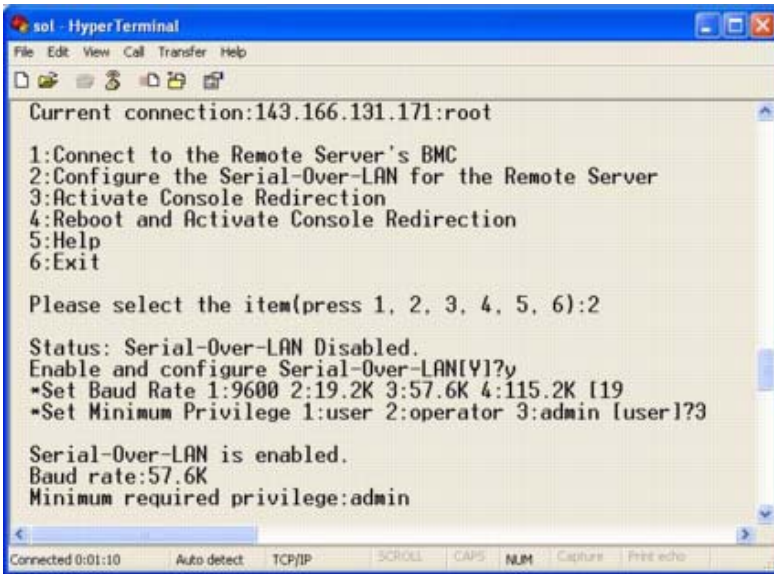 sol - HyperTerminal
File Edit View Call Transfer Help
Current connection:143.166.131.171:root
1:Connect to the Remote Server's BMC
2:Configure the Serial-Over-LAN for the Remote Server
3:Activate Console Redirection
4:Reboot and Activate Console Redirection
5:Help
6:Exit
Please select the item(press 1, 2, 3, 4, 5, 6):2
Status: Serial-Over-LAN Disabled.
Enable and configure Serial-Over-LAN[Y]?y
*Set Baud Rate 1:9600 2:19.2K 3:57.6K 4:115.2K [19
*Set Minimum Privilege 1:user 2:operator 3:admin [user]?3
Serial-Over-LAN is enabled.
Baud rate:57.6K
Minimum required privilege:admin
Connected 0:01:10 Auto detect TCP/IP SCROLL CAPS NUM Capture Print echo